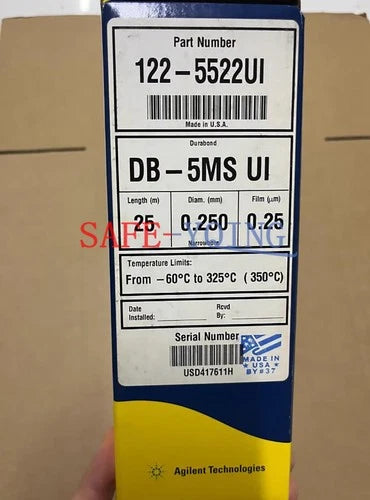 Part Number
122-5522UI
Made in U.S.A.
Durabond
DB-5MS UI
Length (m) Diam. (mm) Film (μm)
25 0.250 0.25
Narrowbore
SAFE-YOING
Temperature Limits:
From -60°C to 325°C (350°C)
Date Installed: Rcvd By:
Serial Number
USD417611H
MADE IN
USA
BY #37
Agilent Technologies